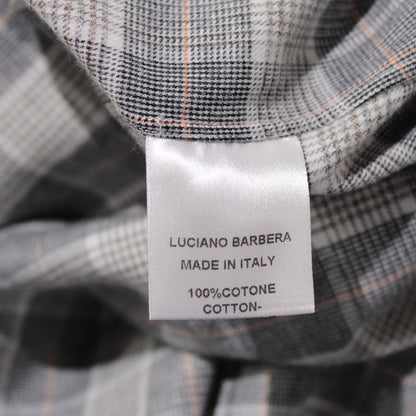 LUCIANO BARBERA
MADE IN ITALY
100%COTONE
COTTON-